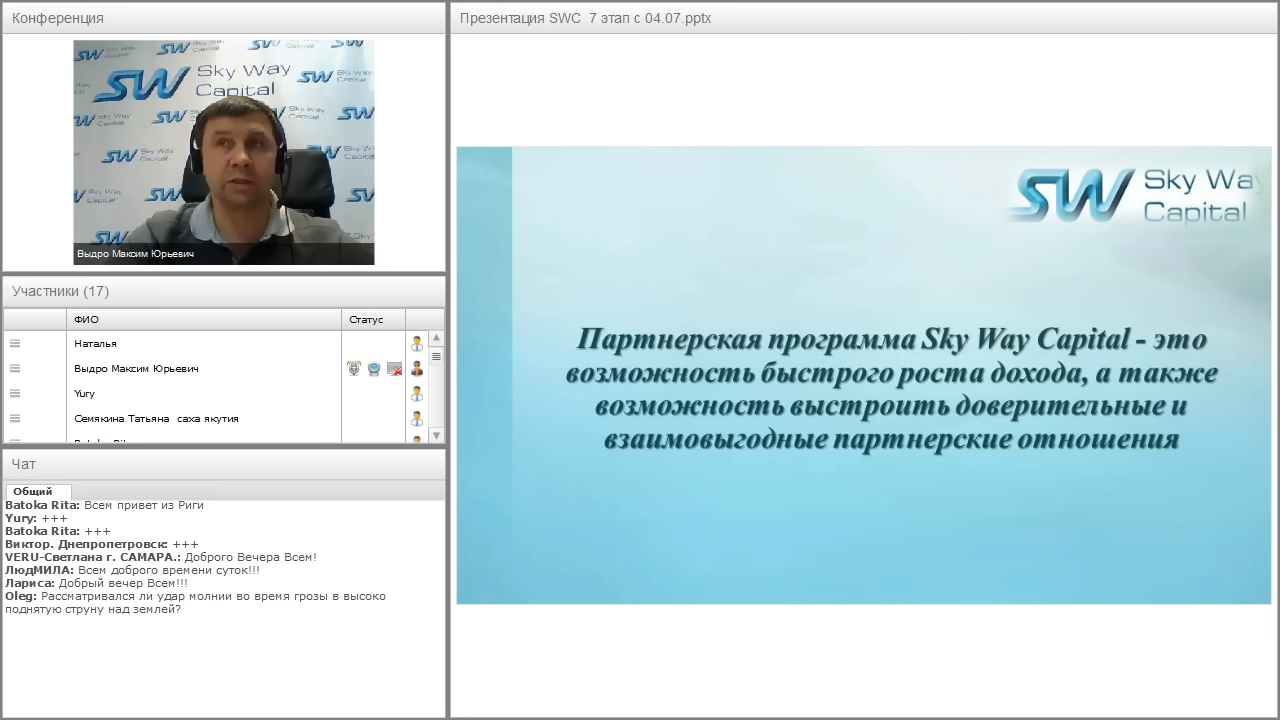 Конференция
SW Sky Way
Capital
Выдро Максим Юрьевич
Участники (17)
ФИО Статус
Наталья
Выдро Максим Юрьевич
Yury
Семякина Татьяна саха якутия
Чат
Общий
Batoka Rita: Всем привет из Риги
Yury: +++
Batoka Rita: +++
Виктор. Днепропетровск: +++
VERU-Светлана г. САМАРА.: Доброго Вечера Всем!
ЛюдМИЛА: Всем доброго времени суток!!!
Лариса: Добрый вечер Всем!!!
Oleg: Рассматривался ли удар молнии во время грозы в высоко
поднятую струну над землей?
Презентация SWC 7 этап с 04.07.pptx
SW Sky Way
Capital
Партнерская программа Sky Way Capital - это
возможность быстрого роста дохода, а также
возможность выстроить доверительные и
взаимовыгодные партнерские отношения